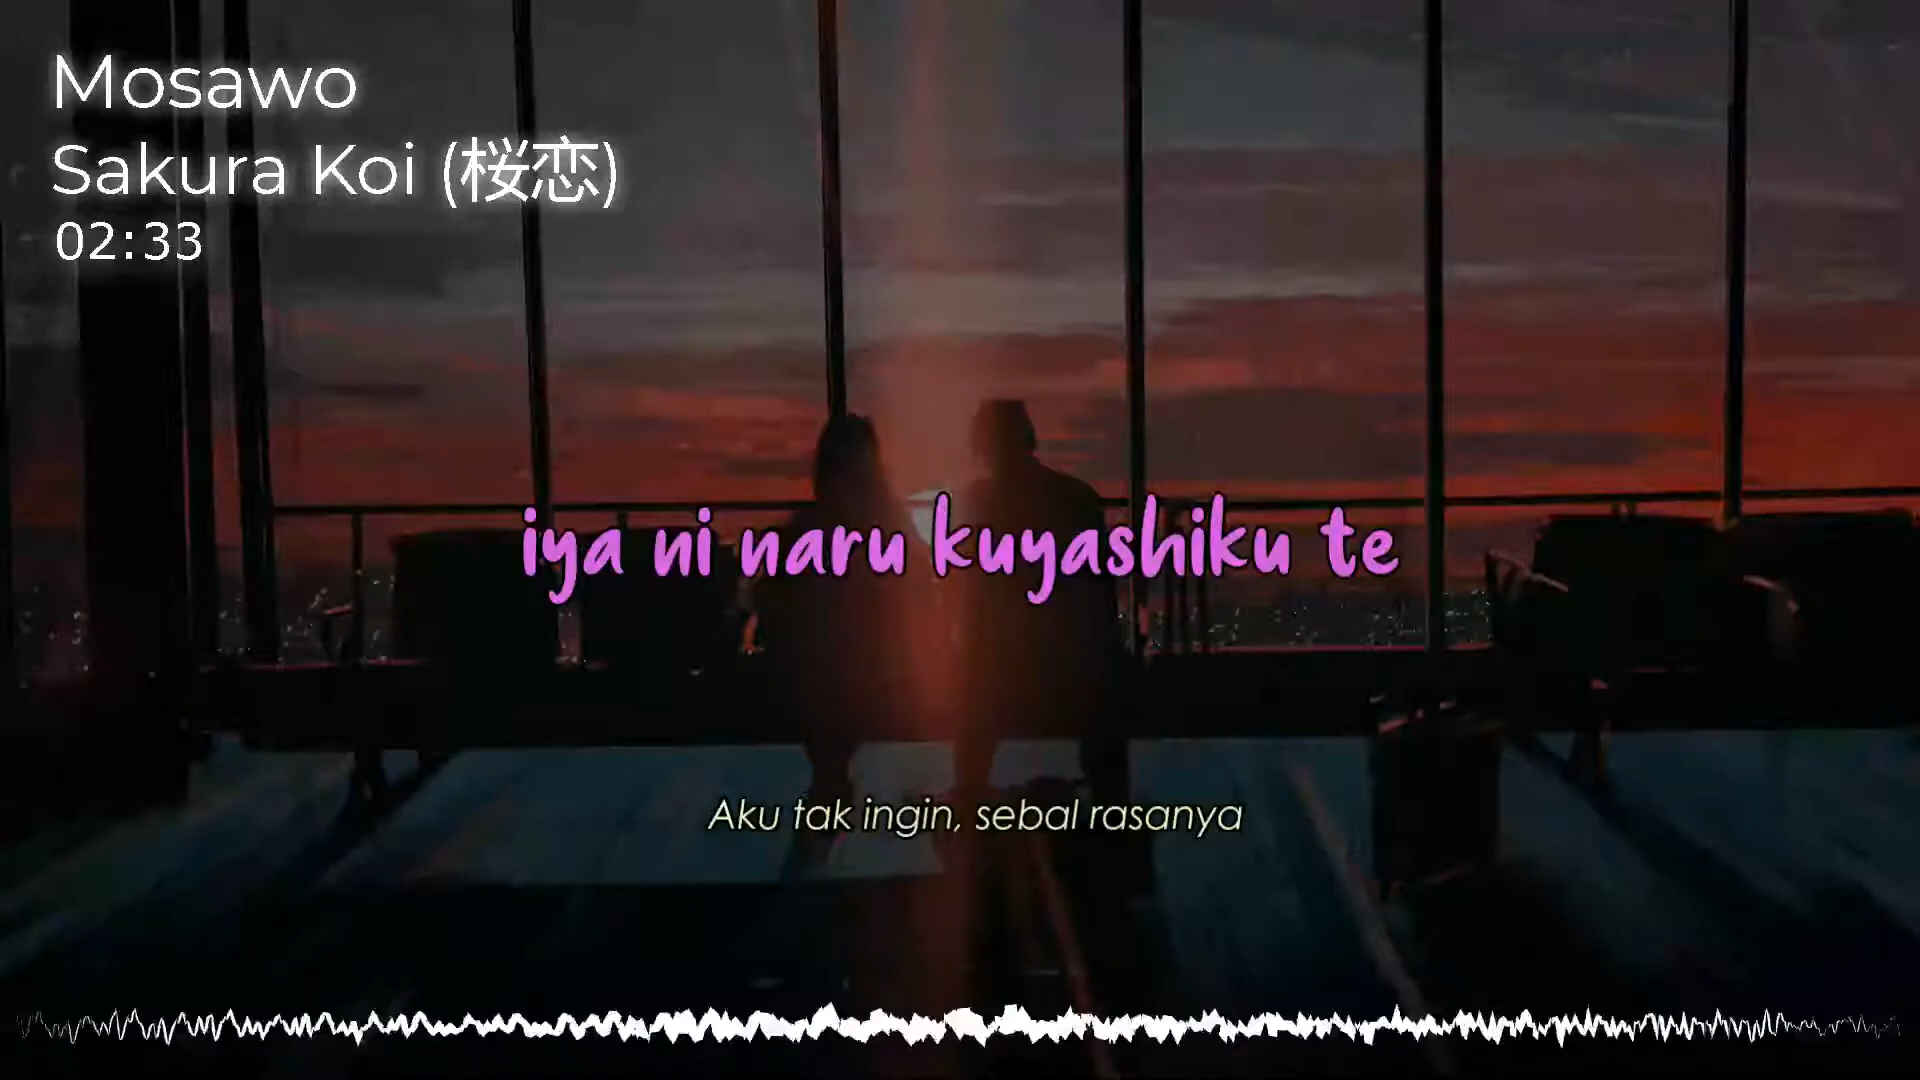 Mosawo
Sakura Koi (桜恋)
02:33
iya ni naru kuyashiku te
Aku tak ingin, sebal rasanya